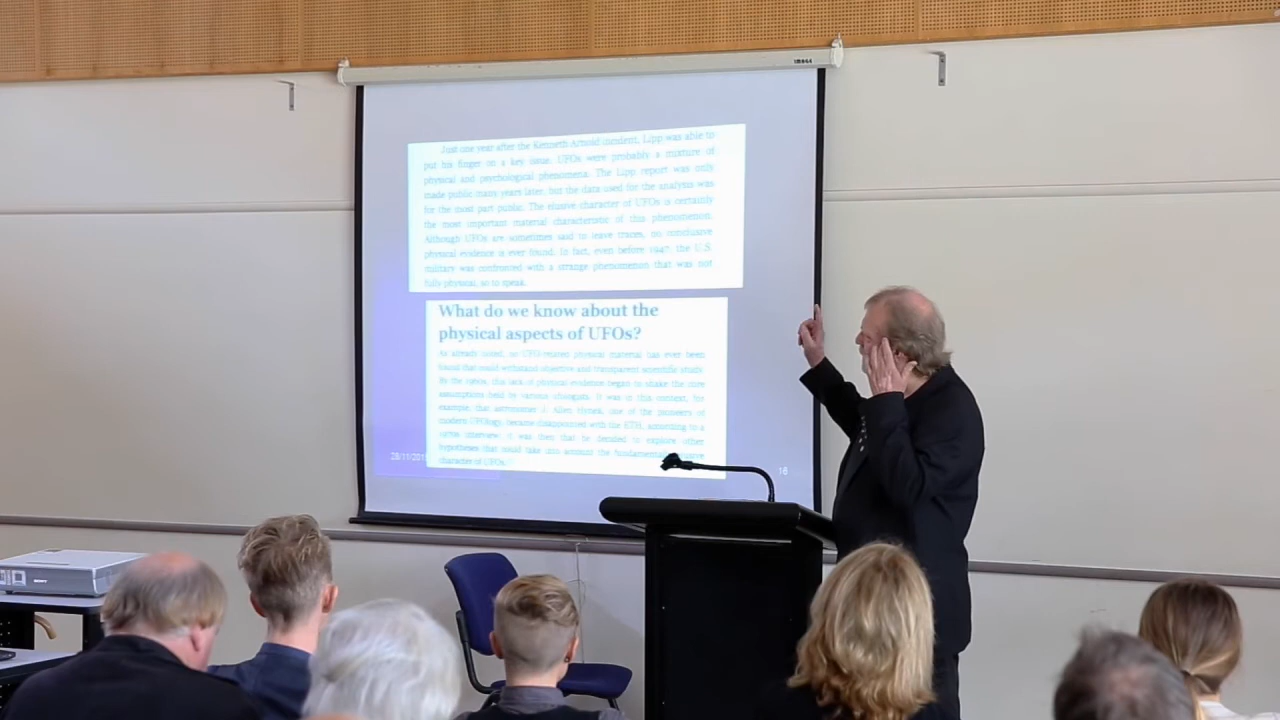 Just one year after the Kenneth Arnold incident, Lipp was able to
put his finger on a key issue. UFOs were probably a mixture of
physical and psychological phenomena. The Lipp report was only
made public many years later, but the data used for the analysis was
for the most part public. The elusive character of UFOs is certainly
the most important material characteristic of this phenomenon.
Although UFOs are sometimes said to leave traces, no conclusive
physical evidence is ever found. In fact, even before 1947, the U.S.
military was confronted with a strange phenomenon that was not
fully physical, so to speak.
What do we know about the
physical aspects of UFOs?
As already noted, no UFO-related physical material has ever been
found that could withstand objective and transparent scientific study.
By the this lack of physical evidence began to shake the core
assumptions held by various ufologists. It was in this context, for
example, that astronomer J. Allen Hynek, one of the pioneers of
modern UFOlogy, became disillusioned with the ETH, according to a
interview; it was then that he decided to explore other
hypotheses that could take into account the fundamentally elusive
character of UFOs.
28/11/201
16
SONY